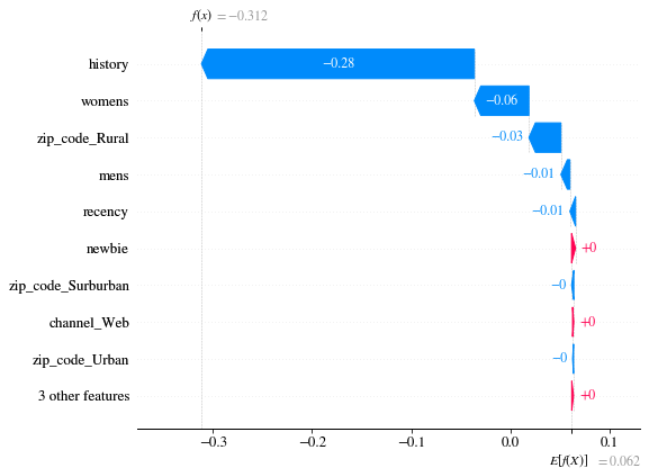 f(x) = −0.312
history −0.28
womens −0.06
zip_code_Rural −0.03
mens −0.01
recency −0.01
newbie +0
zip_code_Surburban −0
channel_Web +0
zip_code_Urban −0
3 other features +0
−0.3 −0.2 −0.1 0.0 0.1
E[f(X)] = 0.062